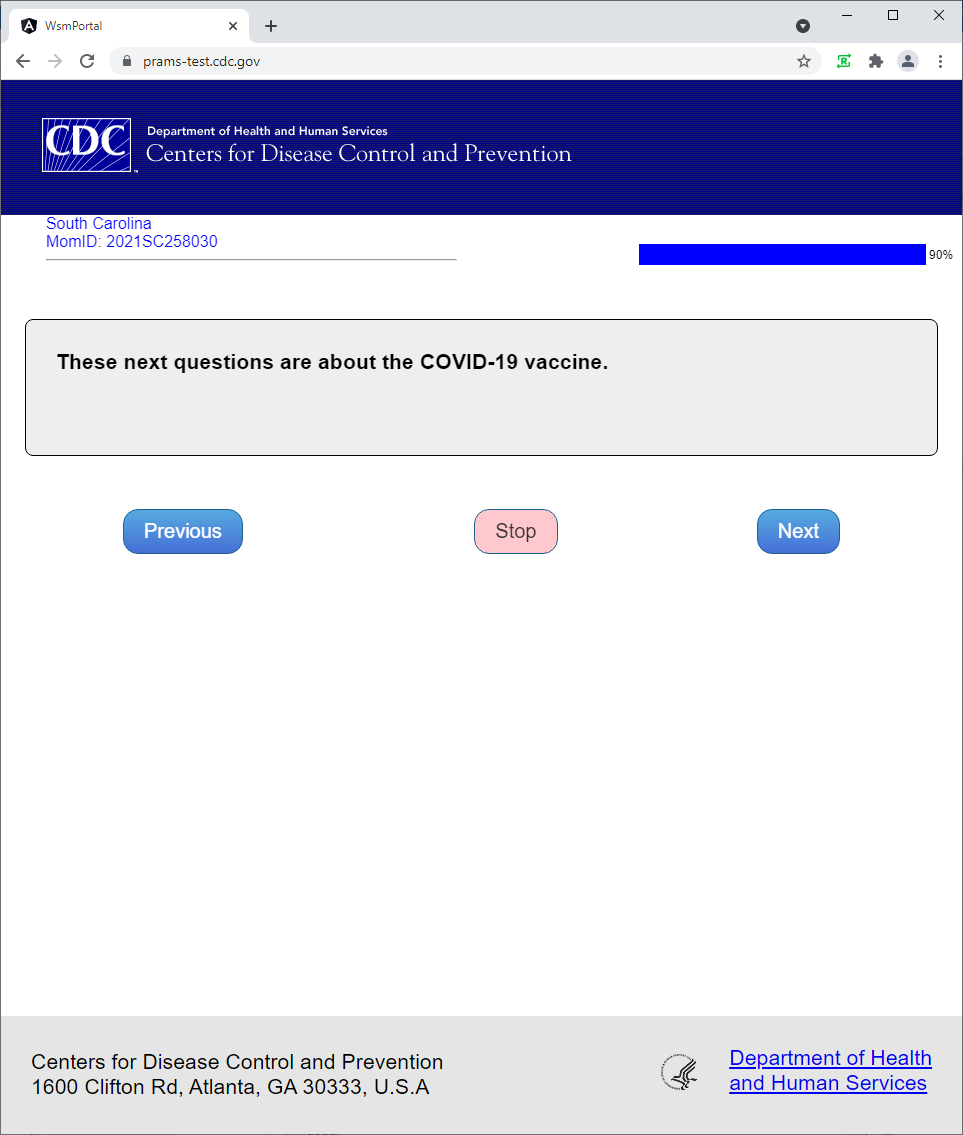 WsmPortal
prams-test.cdc.gov
CDC
Department of Health and Human Services
Centers for Disease Control and Prevention
South Carolina
MomID: 2021SC258030
90%
These next questions are about the COVID-19 vaccine.
Previous
Stop
Next
Centers for Disease Control and Prevention
1600 Clifton Rd, Atlanta, GA 30333, U.S.A
Department of Health
and Human Services